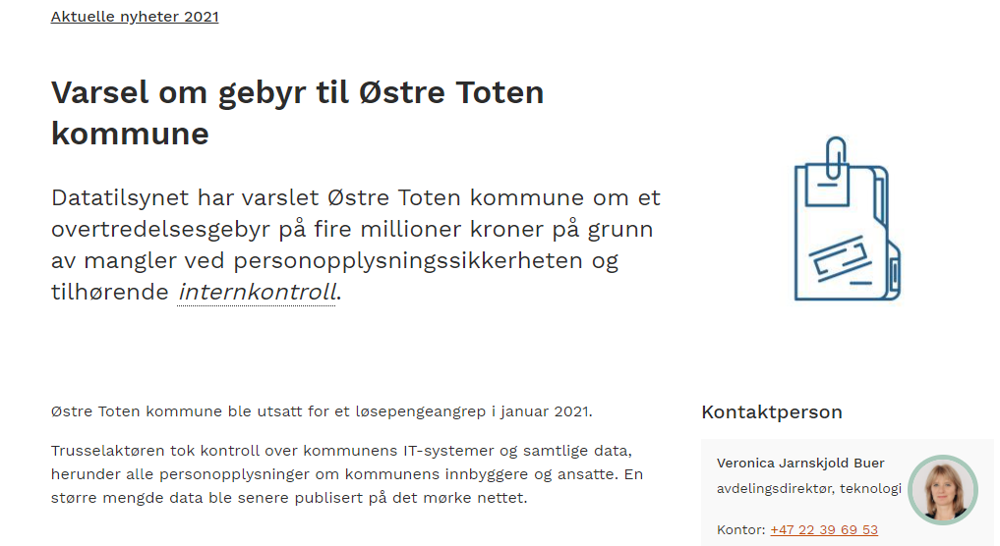 Aktuelle nyheter 2021
Varsel om gebyr til Østre Toten
kommune
Datatilsynet har varslet Østre Toten kommune om et
overtredelsesgebyr på fire millioner kroner på grunn
av mangler ved personopplysningssikkerheten og
tilhørende internkontroll.
Østre Toten kommune ble utsatt for et løsepengeangrep i januar 2021.
Trusselaktøren tok kontroll over kommunens IT-systemer og samtlige data,
herunder alle personopplysninger om kommunens innbyggere og ansatte. En
større mengde data ble senere publisert på det mørke nettet.
Kontaktperson
Veronica Jarnskjold Buer
avdelingsdirektør, teknologi
Kontor: +47 22 39 69 53